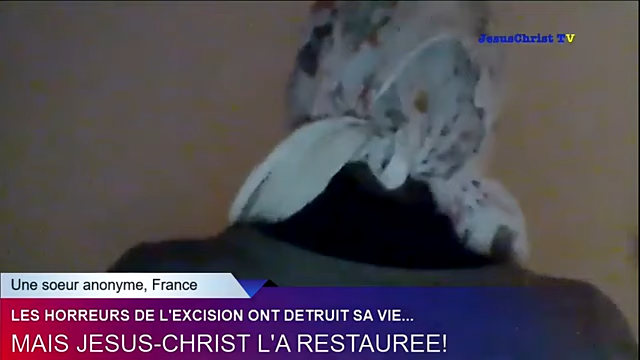 JesusChrist TV
Une soeur anonyme, France
LES HORREURS DE L'EXCISION ONT DETRUIT SA VIE...
MAIS JESUS-CHRIST L'A RESTAUREE!